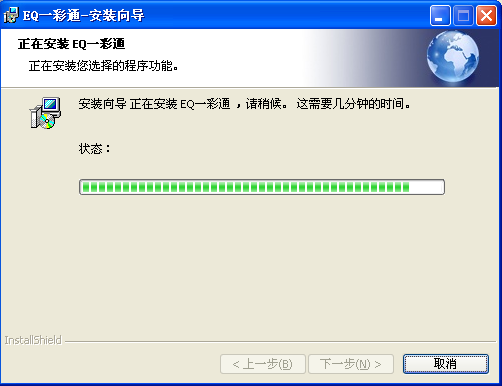 EQ一彩通-安装向导
正在安装 EQ一彩通
正在安装您选择的程序功能。
安装向导 正在安装 EQ一彩通 ，请稍候。 这需要几分钟的时间。
状态：
InstallShield
< 上一步(B) 下一步(N) > 取消